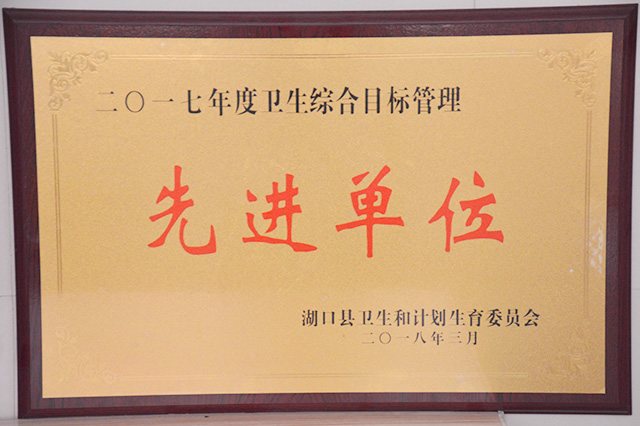 二〇一七年度卫生综合目标管理
先进单位
湖口县卫生和计划生育委员会
二〇一八年三月